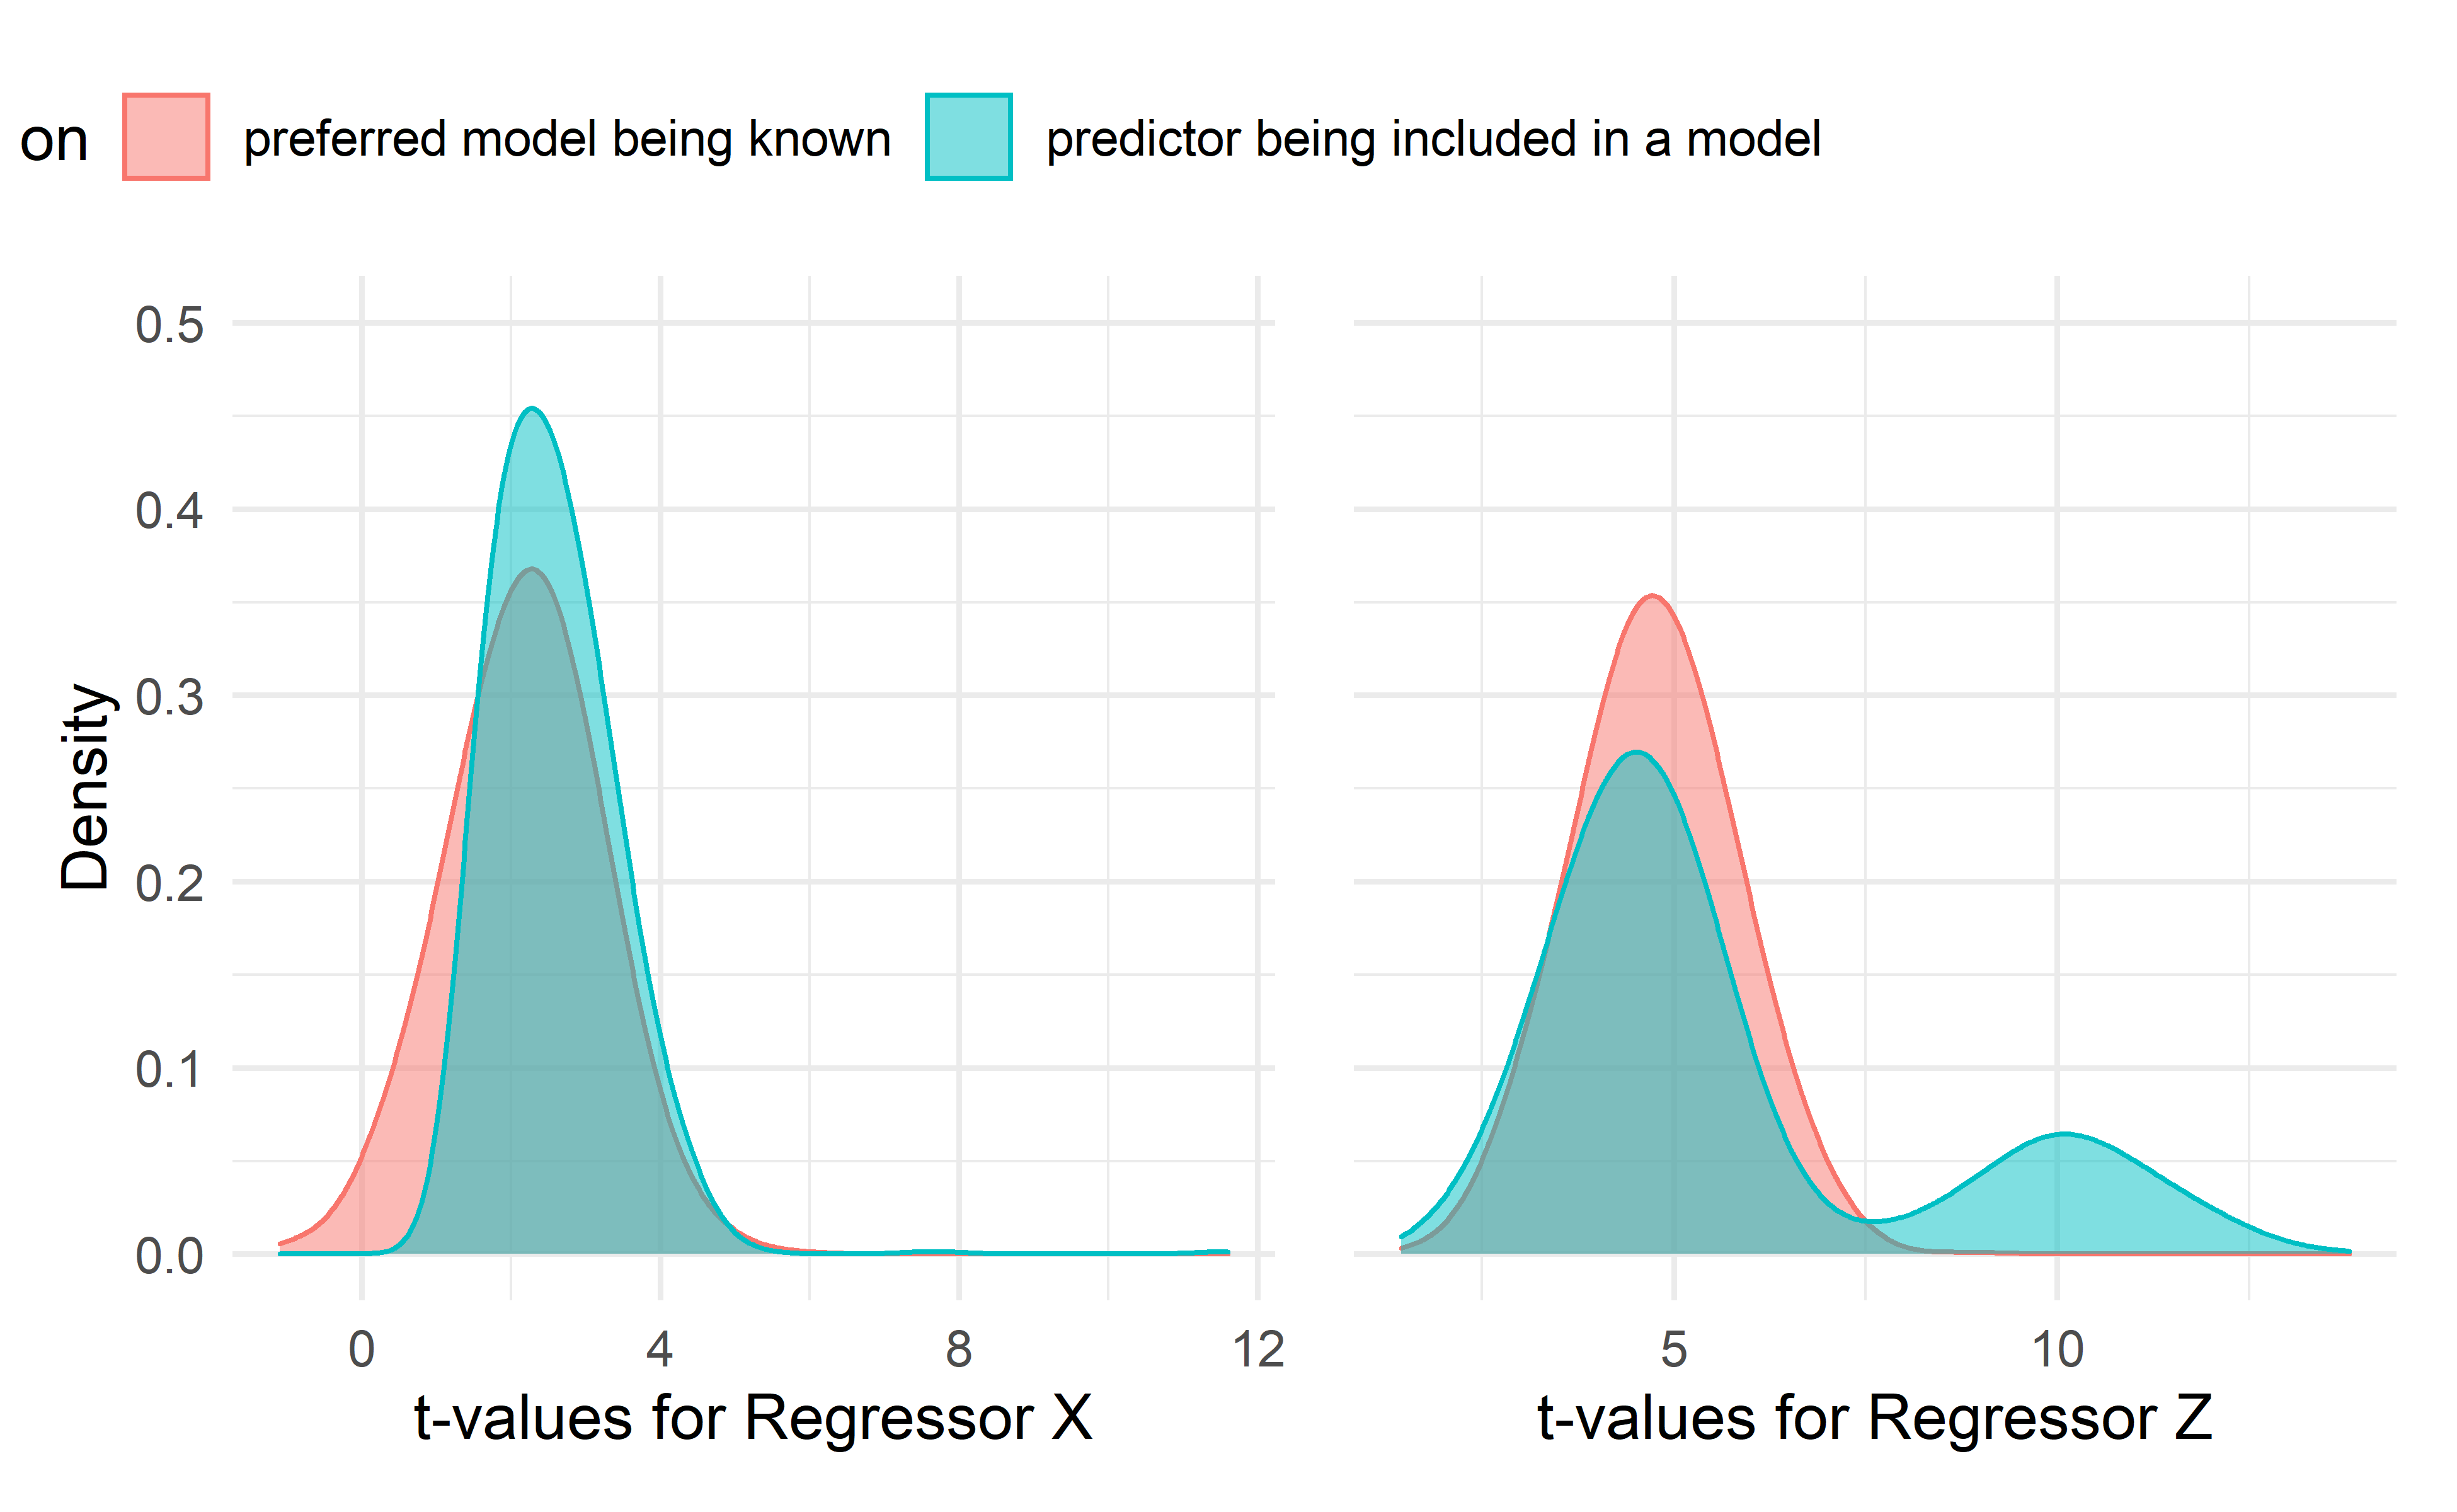 on preferred model being known predictor being included in a model
Density
0.5
0.4
0.3
0.2
0.1
0.0
0 4 8 12
t-values for Regressor X
5 10
t-values for Regressor Z